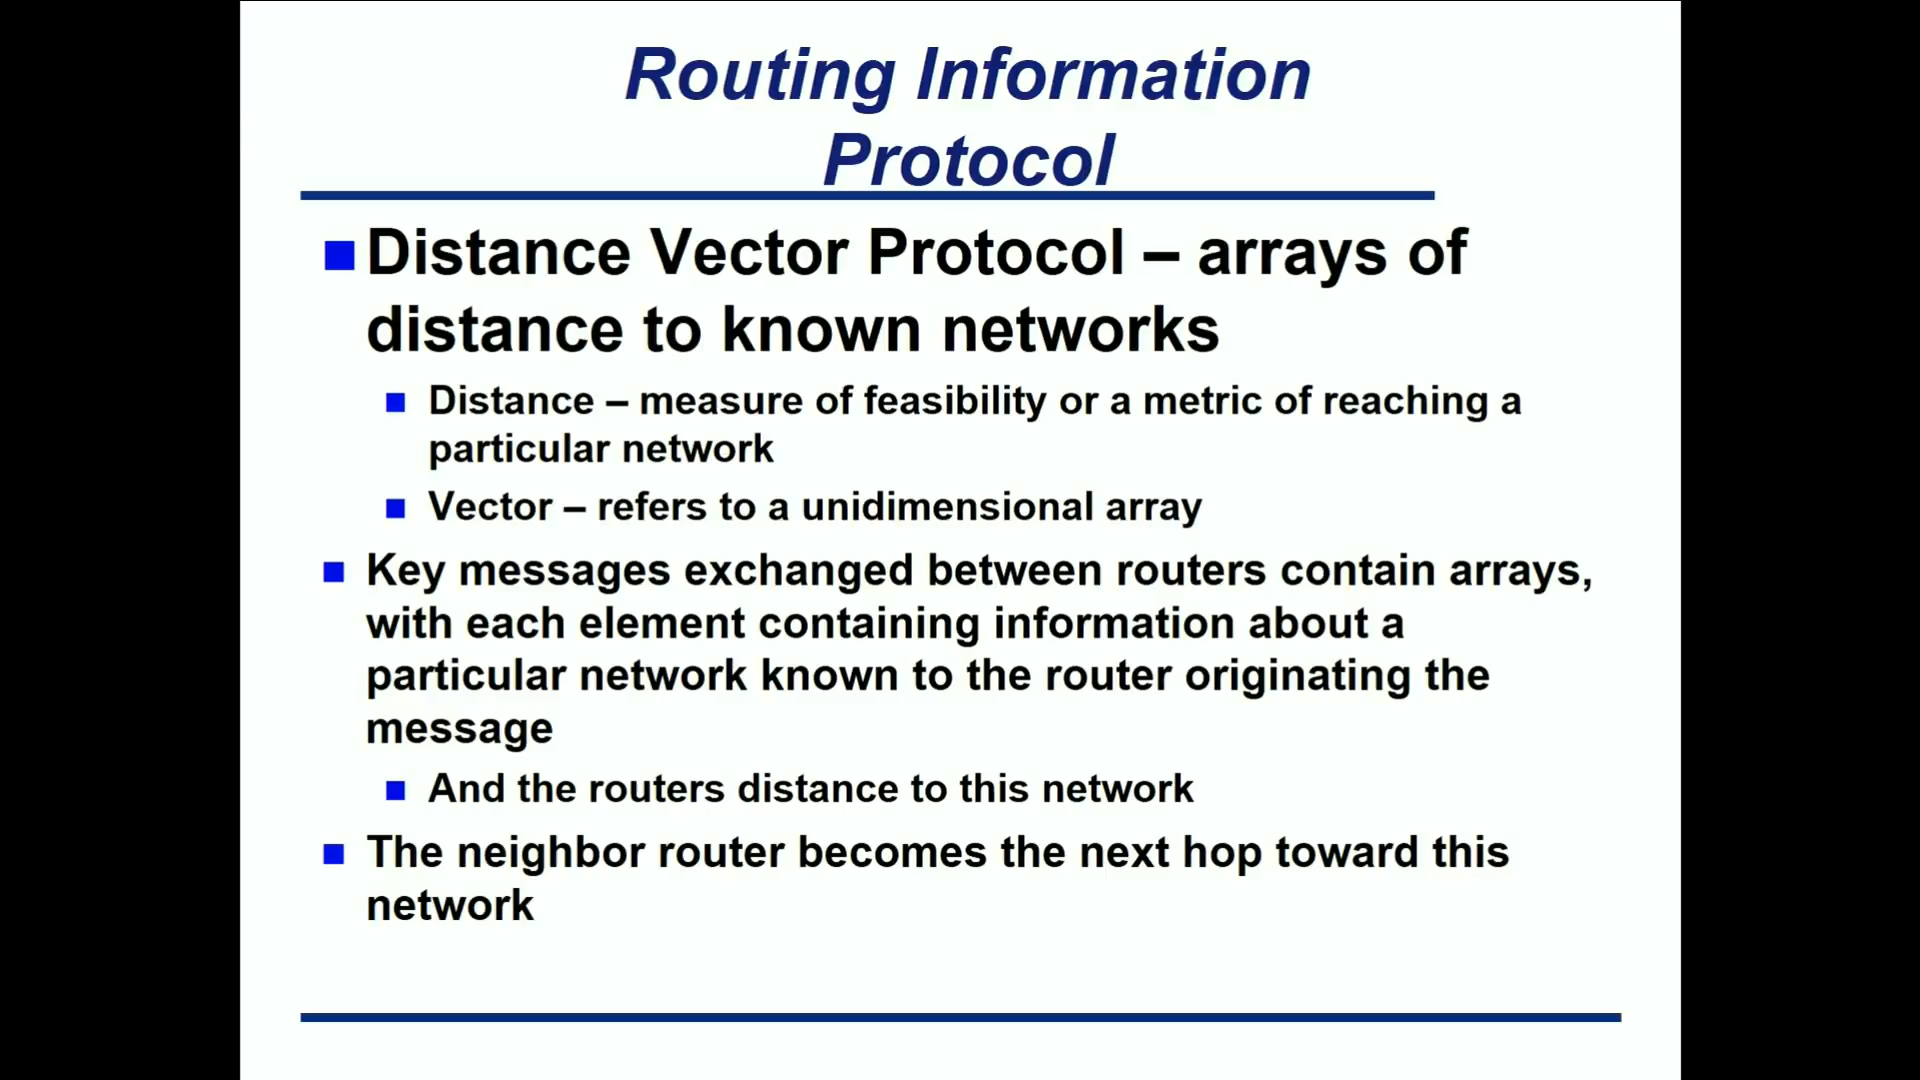 Routing Information
Protocol
Distance Vector Protocol – arrays of
distance to known networks
Distance – measure of feasibility or a metric of reaching a
particular network
Vector – refers to a unidimensional array
Key messages exchanged between routers contain arrays,
with each element containing information about a
particular network known to the router originating the
message
And the routers distance to this network
The neighbor router becomes the next hop toward this
network